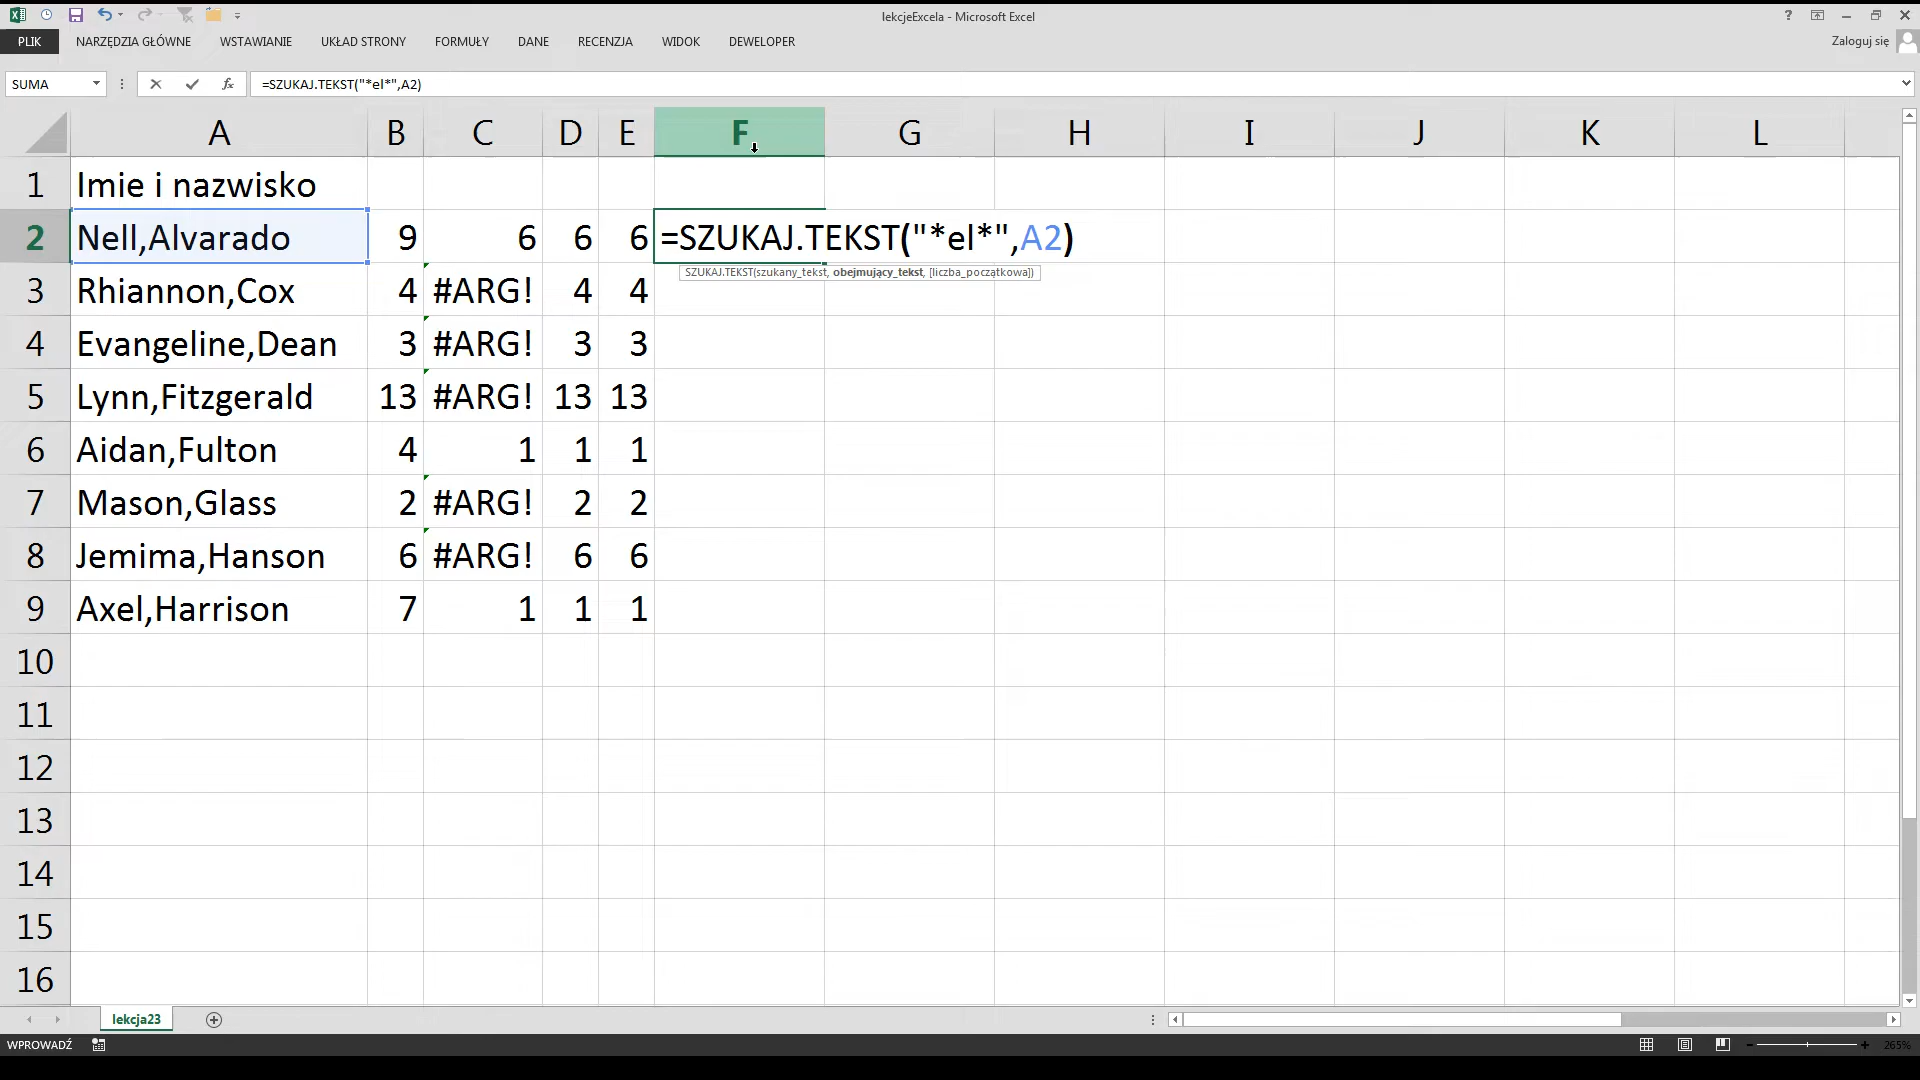 lekcjeExcela - Microsoft Excel
?
PLIK NARZĘDZIA GŁÓWNE WSTAWIANIE UKŁAD STRONY FORMUŁY DANE RECENZJA WIDOK DEWELOPER Zaloguj się
SUMA fx =SZUKAJ.TEKST("*el*",A2)
A B C D E F G H I J K L
1 Imie i nazwisko
2 Nell,Alvarado 9 6 6 6 =SZUKAJ.TEKST("*el*",A2)
SZUKAJ.TEKST(szukany_tekst, obejmujący_tekst, [liczba_początkowa])
3 Rhiannon,Cox 4 #ARG! 4 4
4 Evangeline,Dean 3 #ARG! 3 3
5 Lynn,Fitzgerald 13 #ARG! 13 13
6 Aidan,Fulton 4 1 1 1
7 Mason,Glass 2 #ARG! 2 2
8 Jemima,Hanson 6 #ARG! 6 6
9 Axel,Harrison 7 1 1 1
10
11
12
13
14
15
16
lekcja23
WPROWADŹ 265%